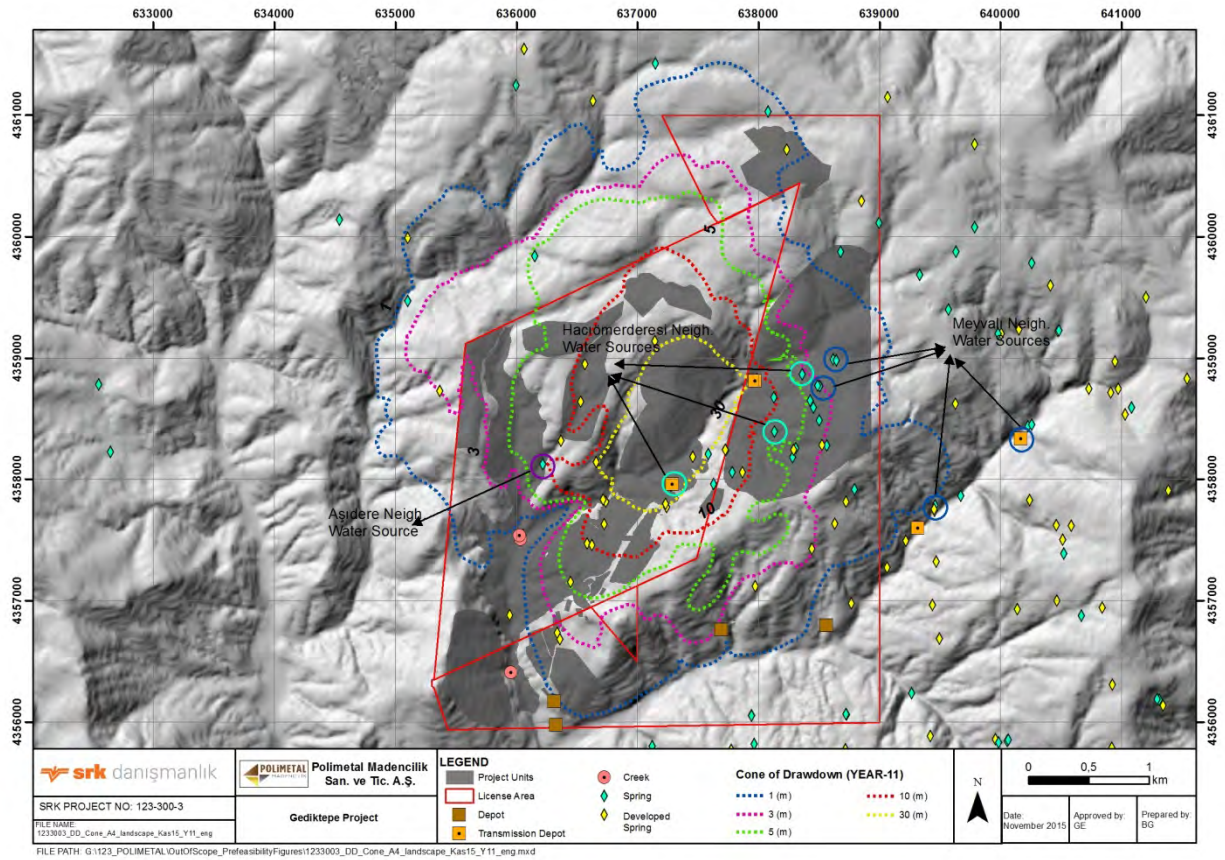 633000 634000 635000 636000 637000 638000 639000 640000 641000
4361000 4361000
4360000 4360000
4359000 4359000
4358000 4358000
4357000 4357000
4356000 4356000
1
3
5
10
30
Hacıömerderesi Neigh.
Water Sources
Meyvalı Neigh.
Water Sources
Aşıdere Neigh.
Water Source
srk danışmanlık
SRK PROJECT NO: 123-300-3
FILE NAME:
1233003_DD_Cone_A4_landscape_Kas15_Y11_eng
POLİMETAL
MADENCİLİK
Polimetal Madencilik
San. ve Tic. A.Ş.
Gediktepe Project
LEGEND
Project Units
License Area
Depot
Transmission Depot
Creek
Spring
Developed
Spring
Cone of Drawdown (YEAR-11)
1 (m)
3 (m)
5 (m)
10 (m)
30 (m)
N
0 0,5 1
km
Date:
November 2015
Approved by:
GE
Prepared by:
BG
FILE PATH: G:\123_POLIMETAL\OutOfScope_PrefeasibilityFigures\1233003_DD_Cone_A4_landscape_Kas15_Y11_eng.mxd